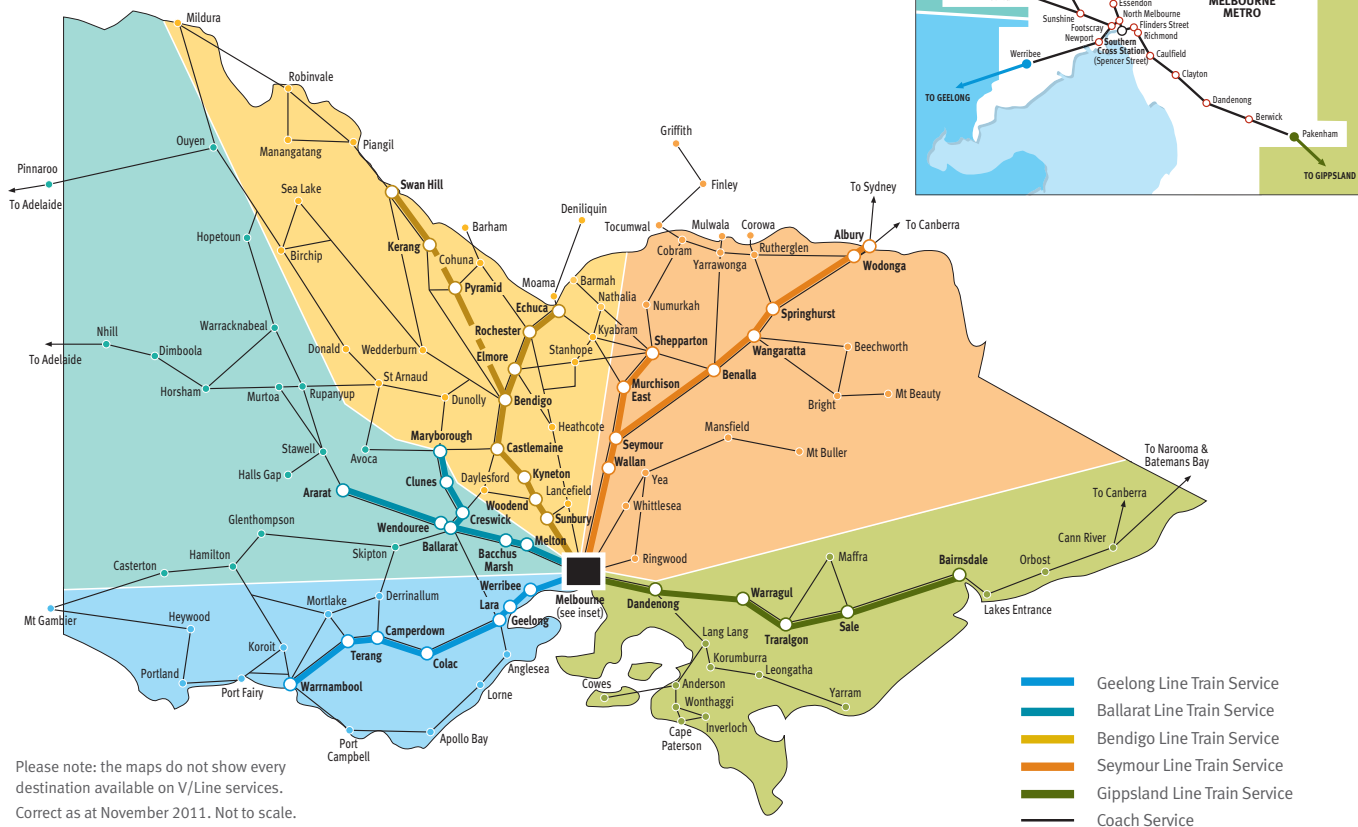 Mildura
Robinvale
Ouyen
Manangatang
Piangil
Pinnaroo
To Adelaide
Sea Lake
Swan Hill
Hopetoun
Birchip
Kerang
Barham
Cohuna
Pyramid
Deniliquin
Moama
Echuca
Barmah
Nathalia
Rochester
Kyabram
Elmore
Stanhope
Griffith
Finley
Tocumwal
Mulwala
Corowa
Cobram
Yarrawonga
Rutherglen
To Sydney
To Canberra
Albury
Wodonga
Numurkah
Springhurst
Shepparton
Wangaratta
Beechworth
Benalla
Murchison
East
Bright
Mt Beauty
Nhill
To Adelaide
Dimboola
Warracknabeal
Horsham
Murtoa
Rupanyup
Donald
Wedderburn
St Arnaud
Dunolly
Bendigo
Heathcote
Maryborough
Castlemaine
Stawell
Avoca
Halls Gap
Clunes
Daylesford
Kyneton
Lancefield
Woodend
Sunbury
Ararat
Creswick
Wendouree
Ballarat
Bacchus
Marsh
Melton
Seymour
Wallan
Mansfield
Mt Buller
Yea
Whittlesea
Ringwood
To Narooma &
Batemans Bay
To Canberra
Cann River
Orbost
Lakes Entrance
Bairnsdale
Maffra
Sale
Traralgon
Warragul
Dandenong
Melbourne
(see inset)
Glenthompson
Skipton
Hamilton
Casterton
Mt Gambier
Heywood
Mortlake
Derrinallum
Werribee
Lara
Geelong
Koroit
Camperdown
Terang
Colac
Portland
Port Fairy
Warrnambool
Anglesea
Lorne
Port
Campbell
Apollo Bay
Lang Lang
Korumburra
Leongatha
Cowes
Anderson
Wonthaggi
Yarram
Inverloch
Cape
Paterson
Essendon
MELBOURNE
METRO
Sunshine
North Melbourne
Footscray
Flinders Street
Newport
Richmond
Southern
Cross Station
(Spencer Street)
Werribee
Caulfield
Clayton
TO GEELONG
Dandenong
Berwick
Pakenham
TO GIPPSLAND
Geelong Line Train Service
Ballarat Line Train Service
Bendigo Line Train Service
Seymour Line Train Service
Gippsland Line Train Service
Coach Service
Please note: the maps do not show every
destination available on V/Line services.
Correct as at November 2011. Not to scale.